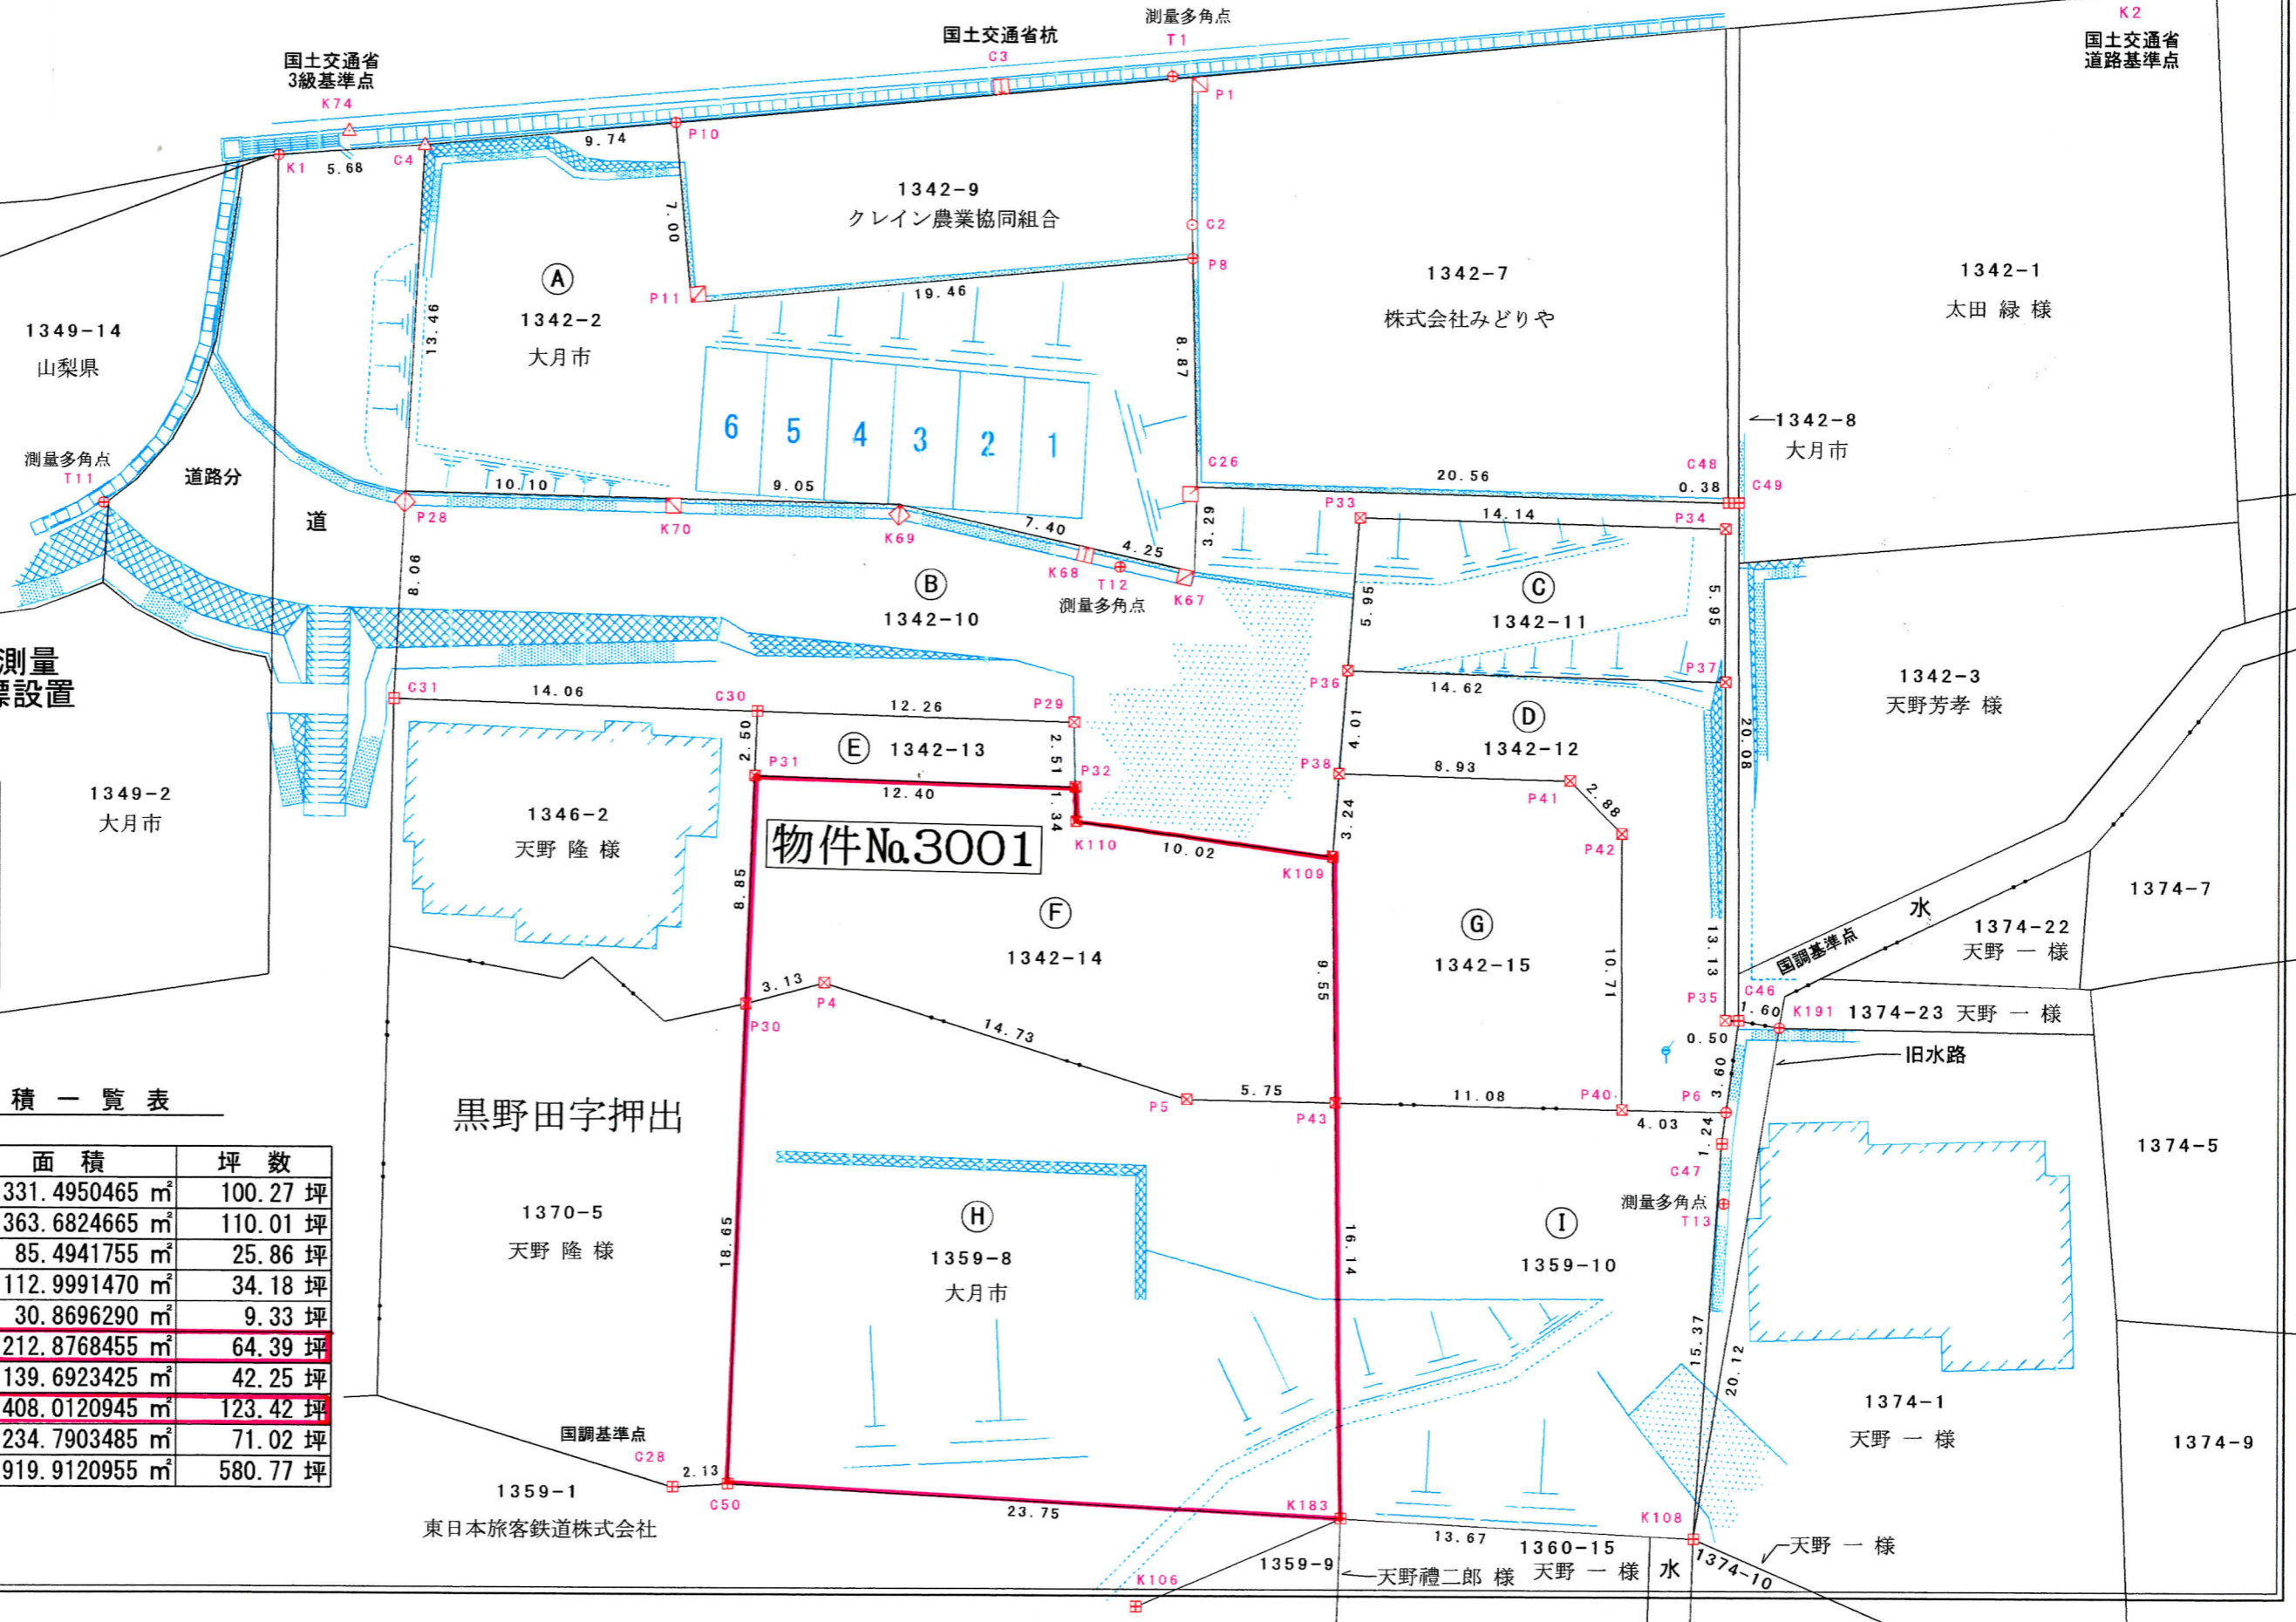 測量多角点
T1
K2
国土交通省
道路基準点
国土交通省杭
C3
国土交通省
3級基準点
K74
P1
P10
9.74
C4
K1
5.68
1342-9
クレイン農業協同組合
7.00
C2
P8
1342-7
株式会社みどりや
1342-1
太田 緑 様
A
1342-2
大月市
P11
19.46
13.46
8.87
1349-14
山梨県
6
5
4
3
2
1
1342-8
大月市
測量多角点
T11
道路分
道
C26
20.56
C48
0.38
C49
10.10
9.05
P28
K70
K69
7.40
4.25
3.29
P33
14.14
P34
K68
T12
測量多角点
K67
8.06
B
1342-10
C
1342-11
5.95
5.95
測量
標設置
C31
14.06
C30
12.26
P29
P36
14.62
P37
1342-3
天野芳孝 様
2.50
E
1342-13
2.51
4.01
D
1342-12
20.08
P31
12.40
P32
1.34
P38
8.93
P41
2.88
1349-2
大月市
1346-2
天野 隆 様
物件No.3001
K110
10.02
3.24
K109
P42
8.85
F
1342-14
9.55
G
1342-15
10.71
13.13
水
1374-7
1374-22
天野 一 様
国調基準点
3.13
P4
P30
14.73
P35
C46
1.60
K191
1374-23 天野 一 様
0.50
旧水路
3.60
P5
5.75
P43
11.08
P40
4.03
P6
1.24
C47
黒野田字押出
積 一 覧 表
面 積
坪 数
331.4950465 ㎡
100.27 坪
363.6824665 ㎡
110.01 坪
85.4941755 ㎡
25.86 坪
112.9991470 ㎡
34.18 坪
30.8696290 ㎡
9.33 坪
212.8768455 ㎡
64.39 坪
139.6923425 ㎡
42.25 坪
408.0120945 ㎡
123.42 坪
234.7903485 ㎡
71.02 坪
919.9120955 ㎡
580.77 坪
1370-5
天野 隆 様
18.65
H
1359-8
大月市
16.14
I
1359-10
測量多角点
T13
1374-5
15.37
20.12
1374-1
天野 一 様
1374-9
国調基準点
C28
2.13
C50
23.75
K183
13.67
K108
1359-1
東日本旅客鉄道株式会社
K106
1359-9
天野禮二郎 様
1360-15
天野 一 様
水
1374-10
天野 一 様